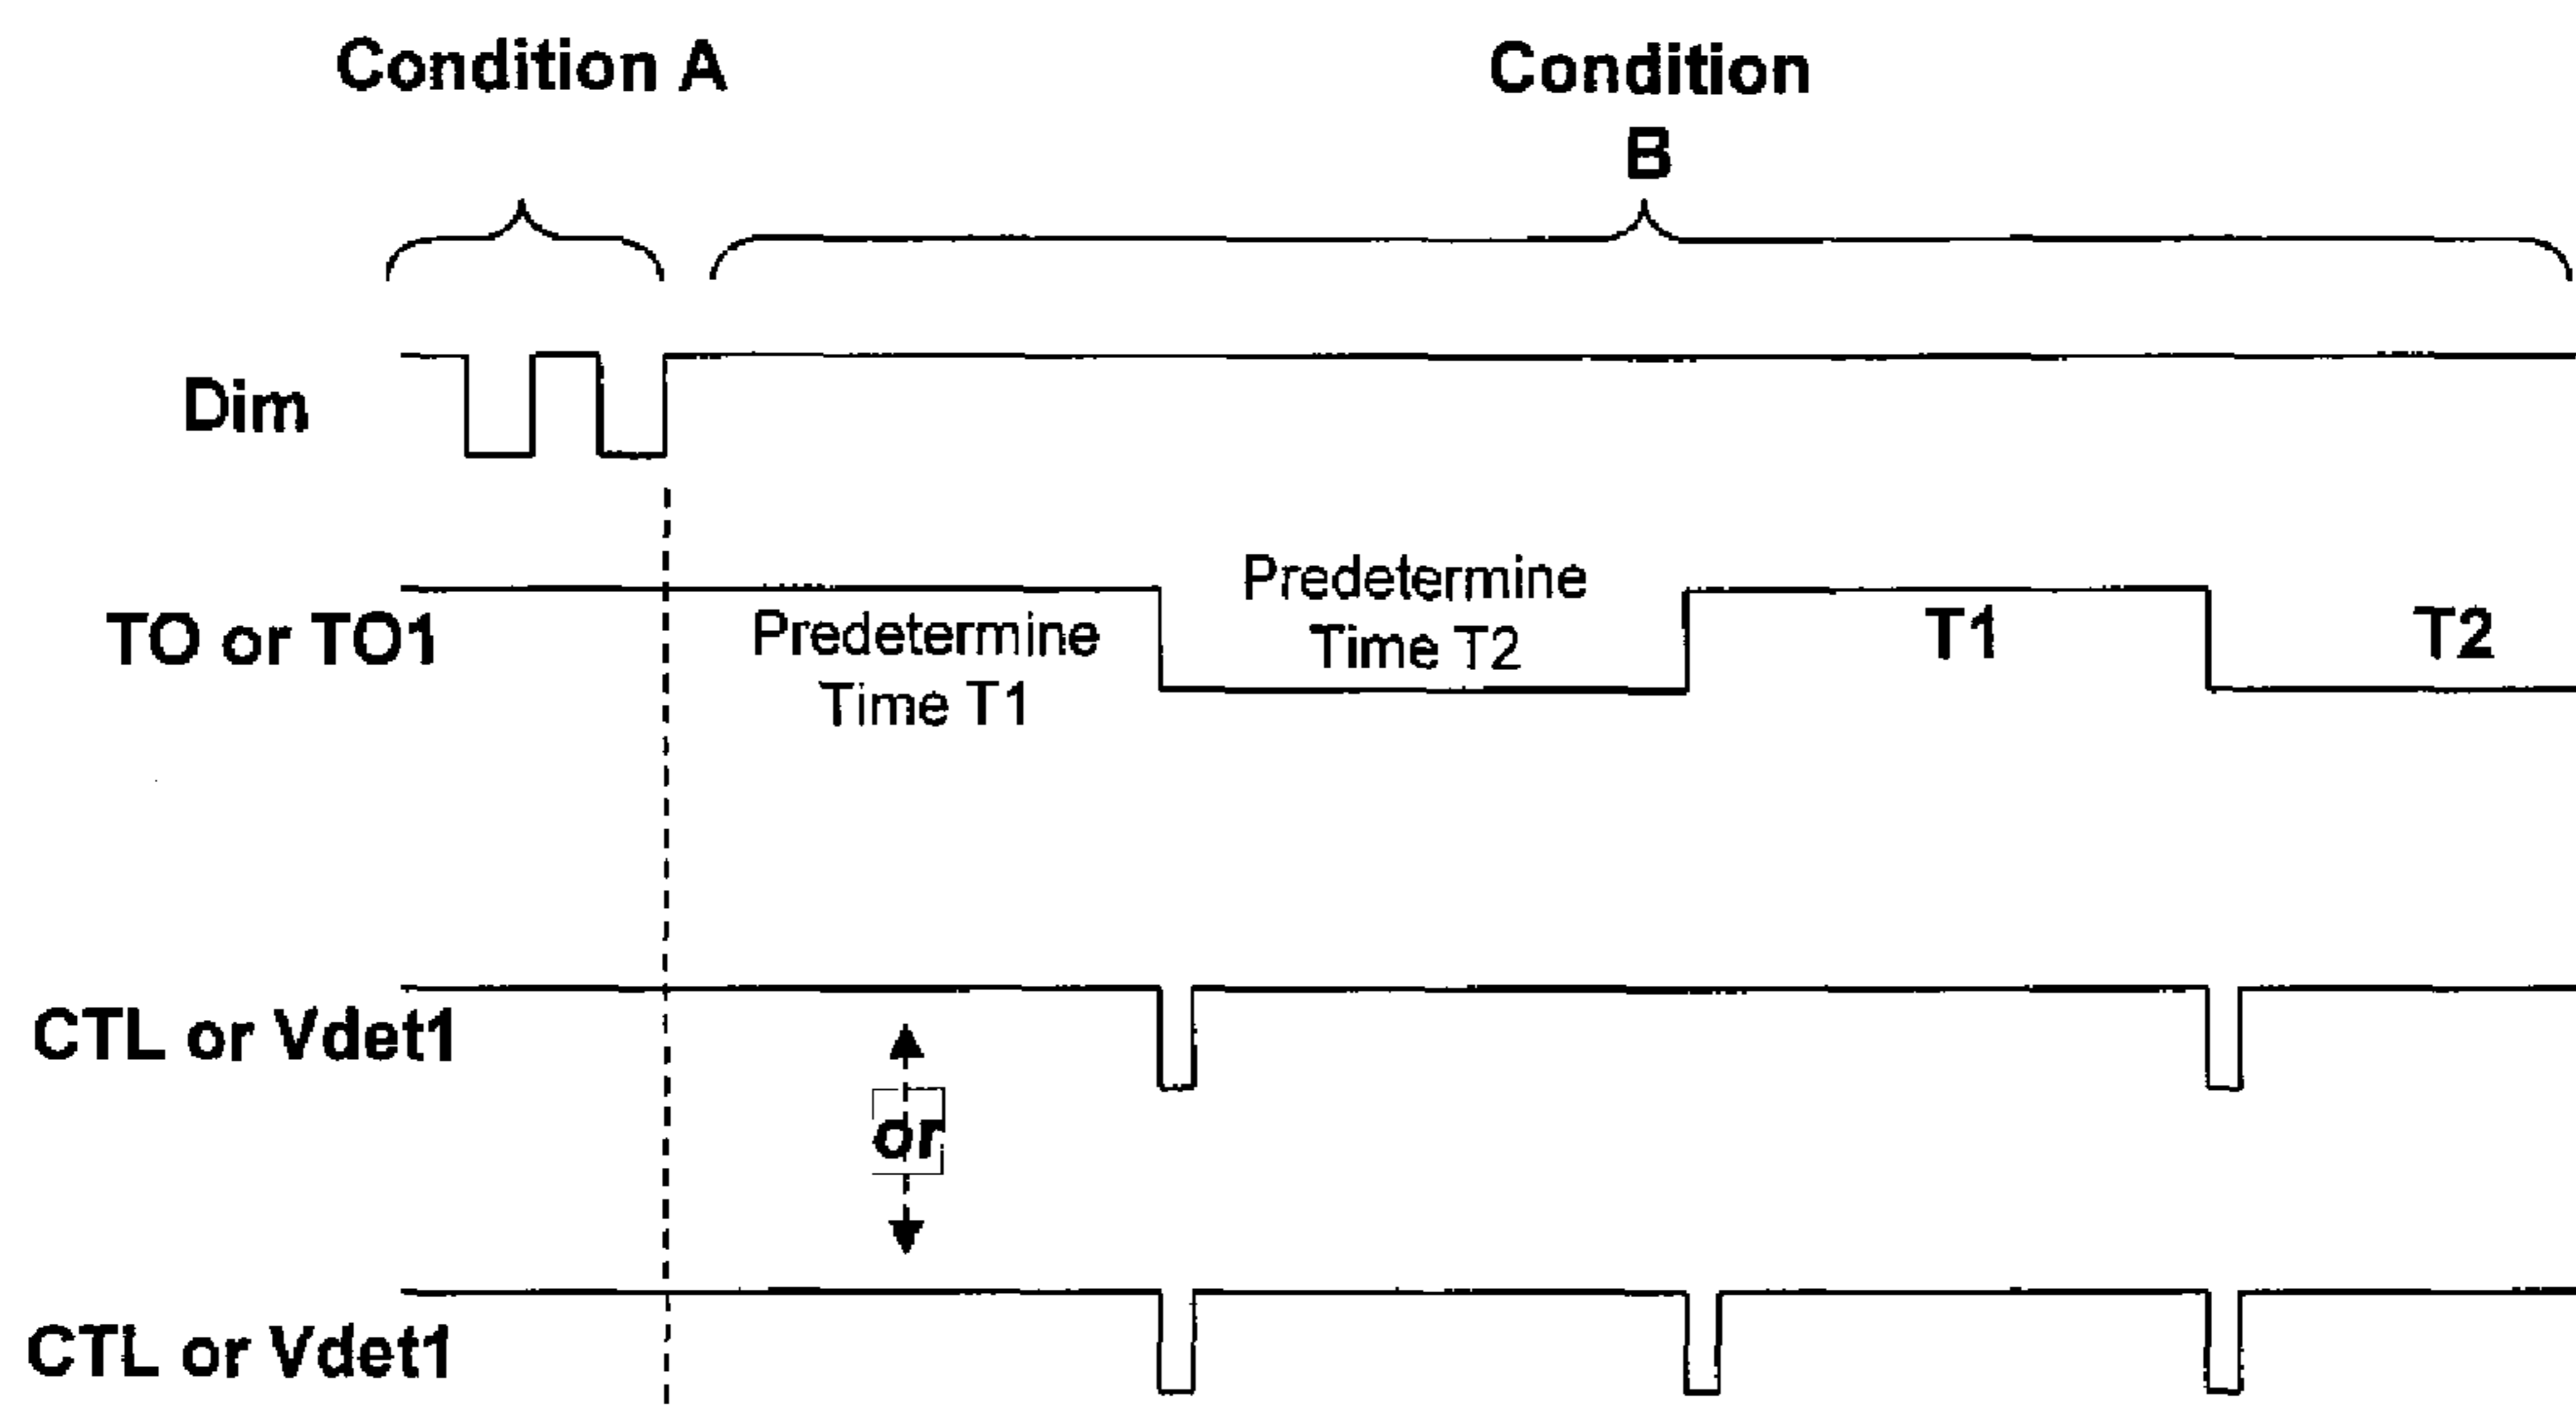 Condition A
Condition
B
Dim
TO or TO1
Predetermine
Time T1
Predetermine
Time T2
T1
T2
CTL or Vdet1
or
CTL or Vdet1